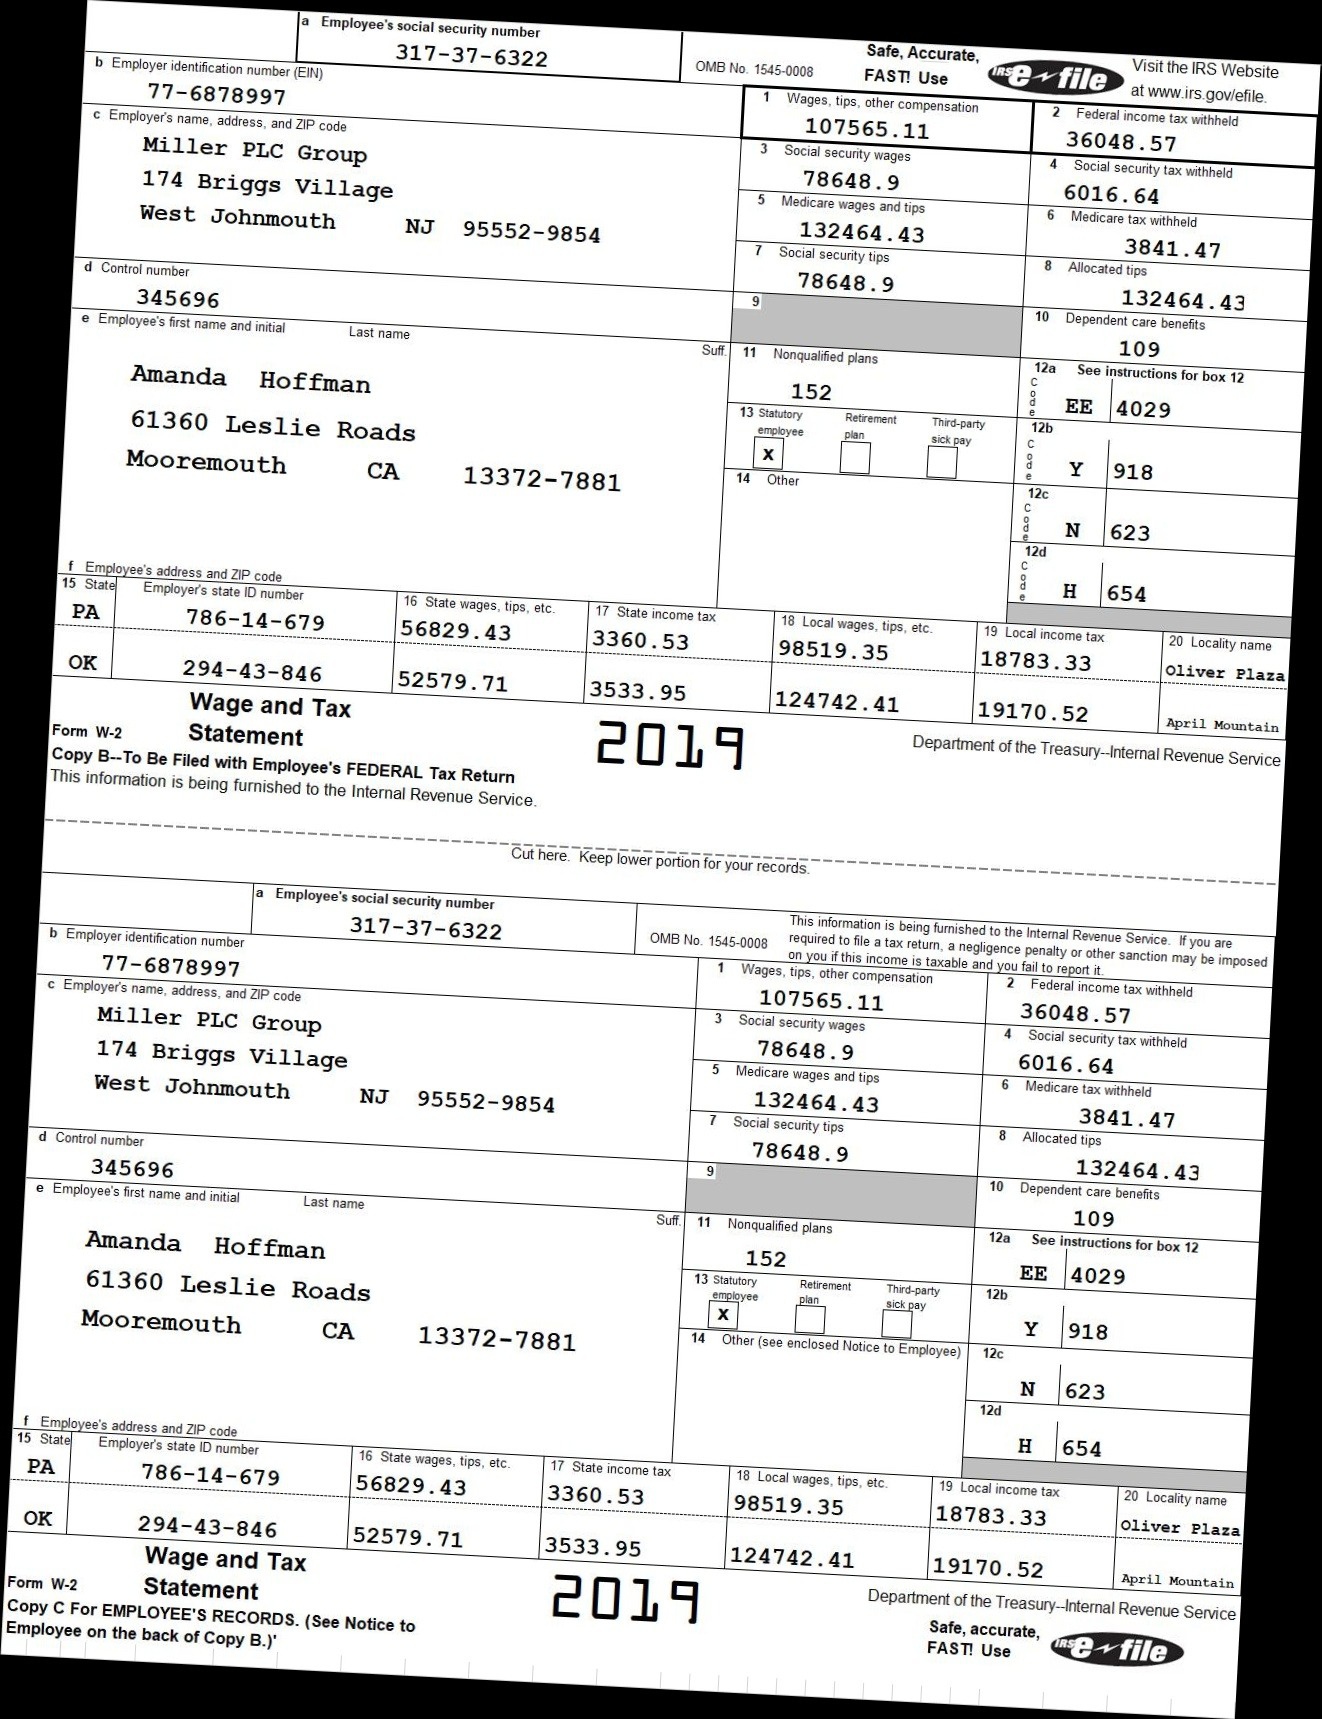 a Employee's social security number
317-37-6322
OMB No. 1545-0008
Safe, Accurate,
FAST! Use
IRS e-file
Visit the IRS Website
at www.irs.gov/efile.
b Employer identification number (EIN)
77-6878997
1 Wages, tips, other compensation
107565.11
2 Federal income tax withheld
36048.57
c Employer's name, address, and ZIP code
Miller PLC Group
174 Briggs Village
West Johnmouth NJ 95552-9854
3 Social security wages
78648.9
4 Social security tax withheld
6016.64
5 Medicare wages and tips
132464.43
6 Medicare tax withheld
3841.47
7 Social security tips
78648.9
8 Allocated tips
132464.43
d Control number
345696
9
10 Dependent care benefits
109
e Employee's first name and initial Last name Suff.
Amanda Hoffman
61360 Leslie Roads
Mooremouth CA 13372-7881
11 Nonqualified plans
152
12a See instructions for box 12
Code EE 4029
13 Statutory employee Retirement plan Third-party sick pay
x
12b
Code Y 918
14 Other
12c
Code N 623
12d
Code H 654
f Employee's address and ZIP code
15 State Employer's state ID number 16 State wages, tips, etc. 17 State income tax 18 Local wages, tips, etc. 19 Local income tax 20 Locality name
PA 786-14-679 56829.43 3360.53 98519.35 18783.33 Oliver Plaza
OK 294-43-846 52579.71 3533.95 124742.41 19170.52 April Mountain
Form W-2 Wage and Tax Statement
2019
Department of the Treasury--Internal Revenue Service
Copy B--To Be Filed with Employee's FEDERAL Tax Return
This information is being furnished to the Internal Revenue Service.
Cut here. Keep lower portion for your records.
a Employee's social security number
317-37-6322
OMB No. 1545-0008
This information is being furnished to the Internal Revenue Service. If you are
required to file a tax return, a negligence penalty or other sanction may be imposed
on you if this income is taxable and you fail to report it.
b Employer identification number
77-6878997
1 Wages, tips, other compensation
107565.11
2 Federal income tax withheld
36048.57
c Employer's name, address, and ZIP code
Miller PLC Group
174 Briggs Village
West Johnmouth NJ 95552-9854
3 Social security wages
78648.9
4 Social security tax withheld
6016.64
5 Medicare wages and tips
132464.43
6 Medicare tax withheld
3841.47
7 Social security tips
78648.9
8 Allocated tips
132464.43
d Control number
345696
9
10 Dependent care benefits
109
e Employee's first name and initial Last name Suff.
Amanda Hoffman
61360 Leslie Roads
Mooremouth CA 13372-7881
11 Nonqualified plans
152
12a See instructions for box 12
EE 4029
13 Statutory employee Retirement plan Third-party sick pay
x
12b
Y 918
14 Other (see enclosed Notice to Employee)
12c
N 623
12d
H 654
f Employee's address and ZIP code
15 State Employer's state ID number 16 State wages, tips, etc. 17 State income tax 18 Local wages, tips, etc. 19 Local income tax 20 Locality name
PA 786-14-679 56829.43 3360.53 98519.35 18783.33 Oliver Plaza
OK 294-43-846 52579.71 3533.95 124742.41 19170.52 April Mountain
Form W-2 Wage and Tax Statement
2019
Department of the Treasury--Internal Revenue Service
Copy C For EMPLOYEE'S RECORDS. (See Notice to
Employee on the back of Copy B.)'
Safe, accurate,
FAST! Use
IRS e-file